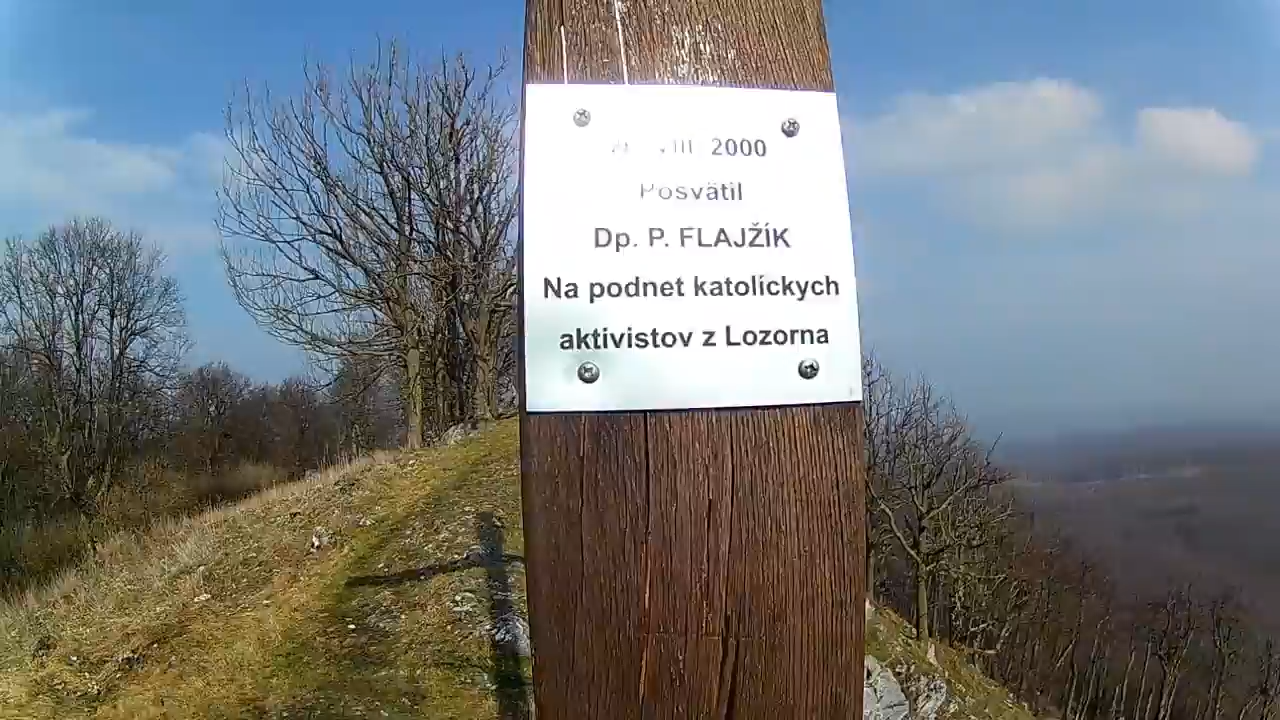 VIII. 2000
Posvätil
Dp. P. FLAJŽÍK
Na podnet katolíckych
aktivistov z Lozorna